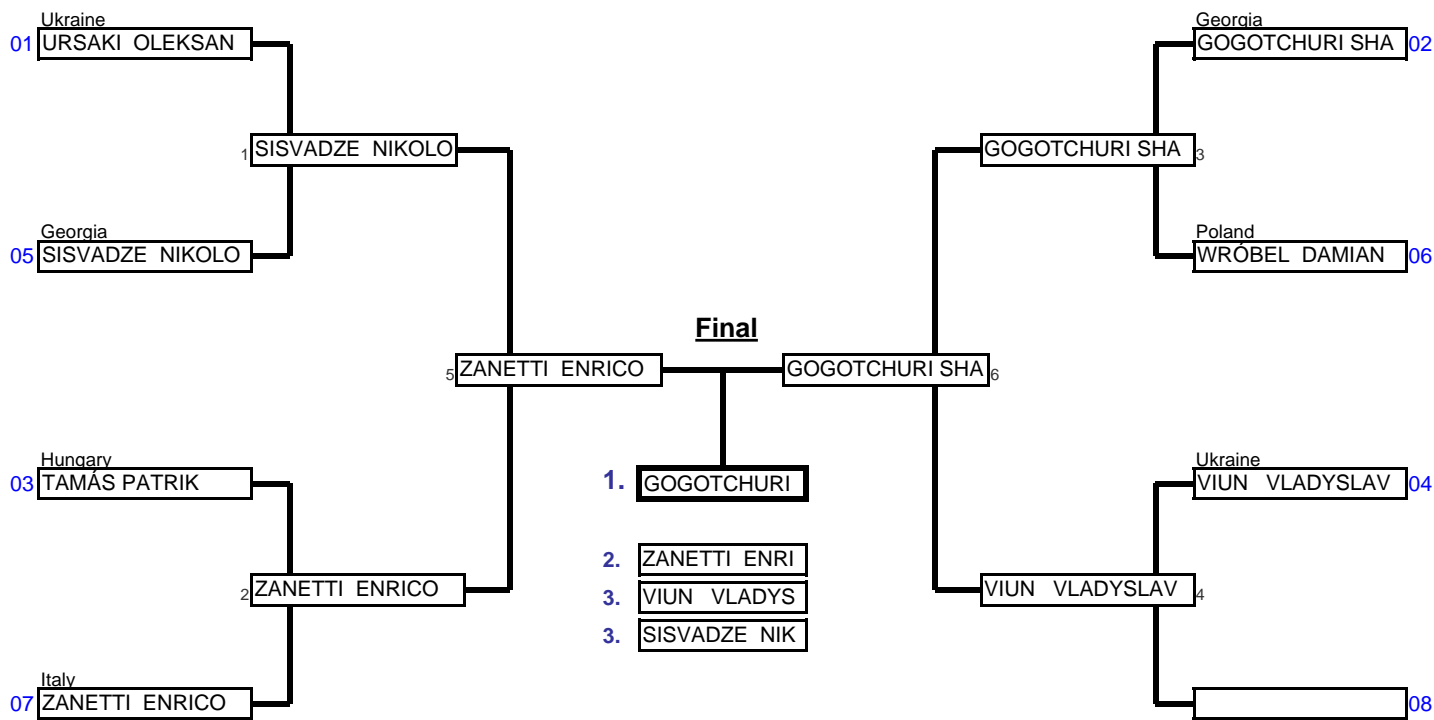 Ukraine
01 URSAKI OLEKSAN
Georgia
GOGOTCHURI SHA 02
1 SISVADZE NIKOLO
GOGOTCHURI SHA 3
Georgia
05 SISVADZE NIKOLO
Poland
WRÓBEL DAMIAN 06
Final
5 ZANETTI ENRICO
GOGOTCHURI SHA 6
Hungary
03 TAMÁS PATRIK
1. GOGOTCHURI
Ukraine
VIUN VLADYSLAV 04
2. ZANETTI ENRI
3. VIUN VLADYS
3. SISVADZE NIK
2 ZANETTI ENRICO
VIUN VLADYSLAV 4
Italy
07 ZANETTI ENRICO
08